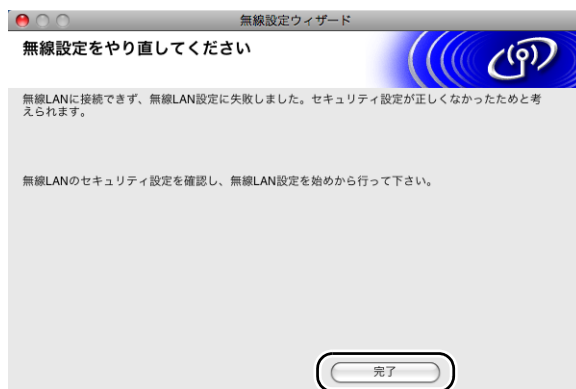 無線設定ウィザード
無線設定をやり直してください
無線LANに接続できず、無線LAN設定に失敗しました。セキュリティ設定が正しくなかったためと考
えられます。
無線LANのセキュリティ設定を確認し、無線LAN設定を始めから行って下さい。
完了